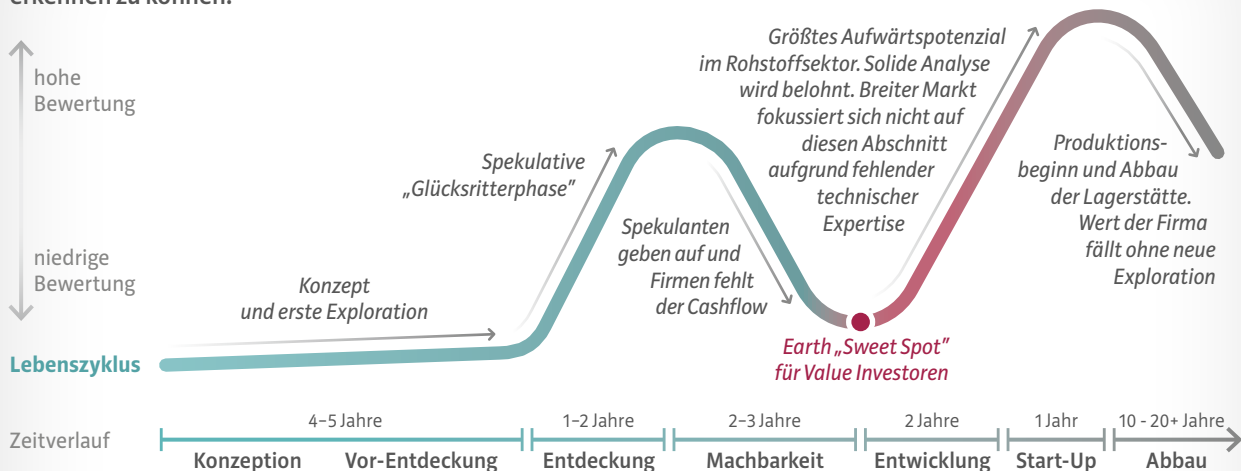 erkennen zu können.
hohe
Bewertung
niedrige
Bewertung
Konzept
und erste Exploration
Spekulative
„Glücksritterphase”
Spekulanten
geben auf und
Firmen fehlt
der Cashflow
Größtes Aufwärtspotenzial
im Rohstoffsektor. Solide Analyse
wird belohnt. Breiter Markt
fokussiert sich nicht auf
diesen Abschnitt
aufgrund fehlender
technischer
Expertise
Produktions-
beginn und Abbau
der Lagerstätte.
Wert der Firma
fällt ohne neue
Exploration
Earth „Sweet Spot”
für Value Investoren
Lebenszyklus
Zeitverlauf
4–5 Jahre
1–2 Jahre
2–3 Jahre
2 Jahre
1 Jahr
10 - 20+ Jahre
Konzeption
Vor-Entdeckung
Entdeckung
Machbarkeit
Entwicklung
Start-Up
Abbau